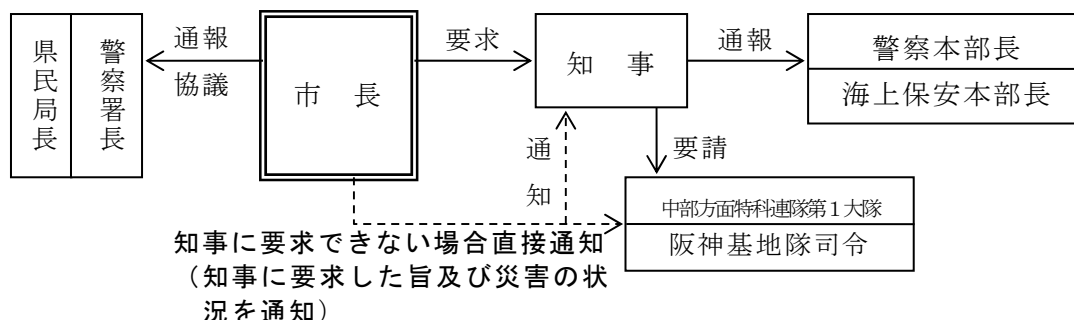 県民局長
警察署長
通報
協議
市 長
要求
知 事
通報
警察本部長
海上保安本部長
通
知
要請
中部方面特科連隊第１大隊
阪神基地隊司令
知事に要求できない場合直接通知
（知事に要求した旨及び災害の状
況を通知）